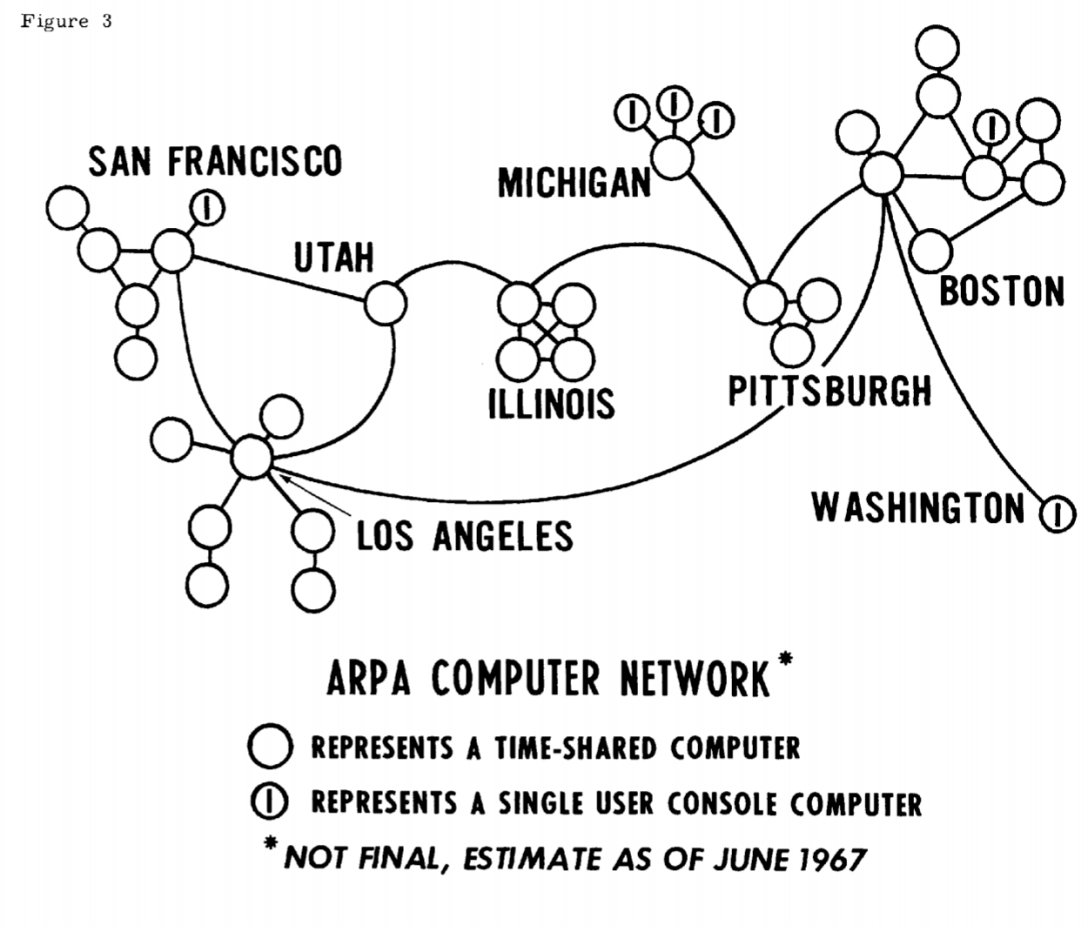 Figure 3
SAN FRANCISCO
MICHIGAN
UTAH
BOSTON
ILLINOIS
PITTSBURGH
WASHINGTON
LOS ANGELES
ARPA COMPUTER NETWORK*
REPRESENTS A TIME-SHARED COMPUTER
I REPRESENTS A SINGLE USER CONSOLE COMPUTER
*NOT FINAL, ESTIMATE AS OF JUNE 1967